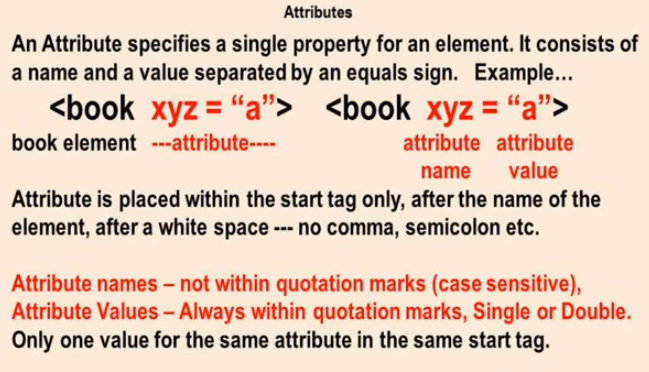 Attributes
An Attribute specifies a single property for an element. It consists of
a name and a value separated by an equals sign. Example...
<book xyz = “a”> <book xyz = “a”>
book element ---attribute---- attribute attribute
name value
Attribute is placed within the start tag only, after the name of the
element, after a white space --- no comma, semicolon etc.
Attribute names – not within quotation marks (case sensitive),
Attribute Values – Always within quotation marks, Single or Double.
Only one value for the same attribute in the same start tag.